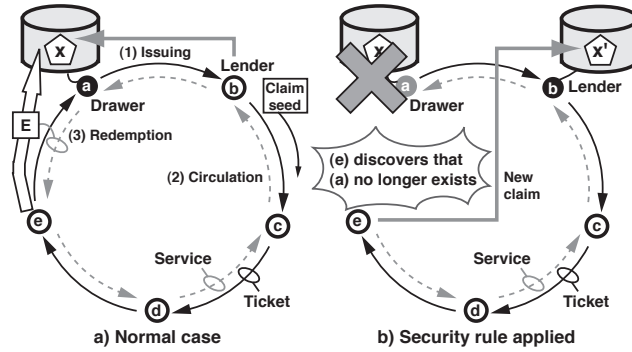 X
(1) Issuing
a
Drawer
Lender
b
Claim
seed
E
(3) Redemption
(2) Circulation
e
c
Service
d
Ticket
a) Normal case
X
X'
a
Drawer
b
Lender
(e) discovers that
(a) no longer exists
New
claim
e
c
Service
d
Ticket
b) Security rule applied